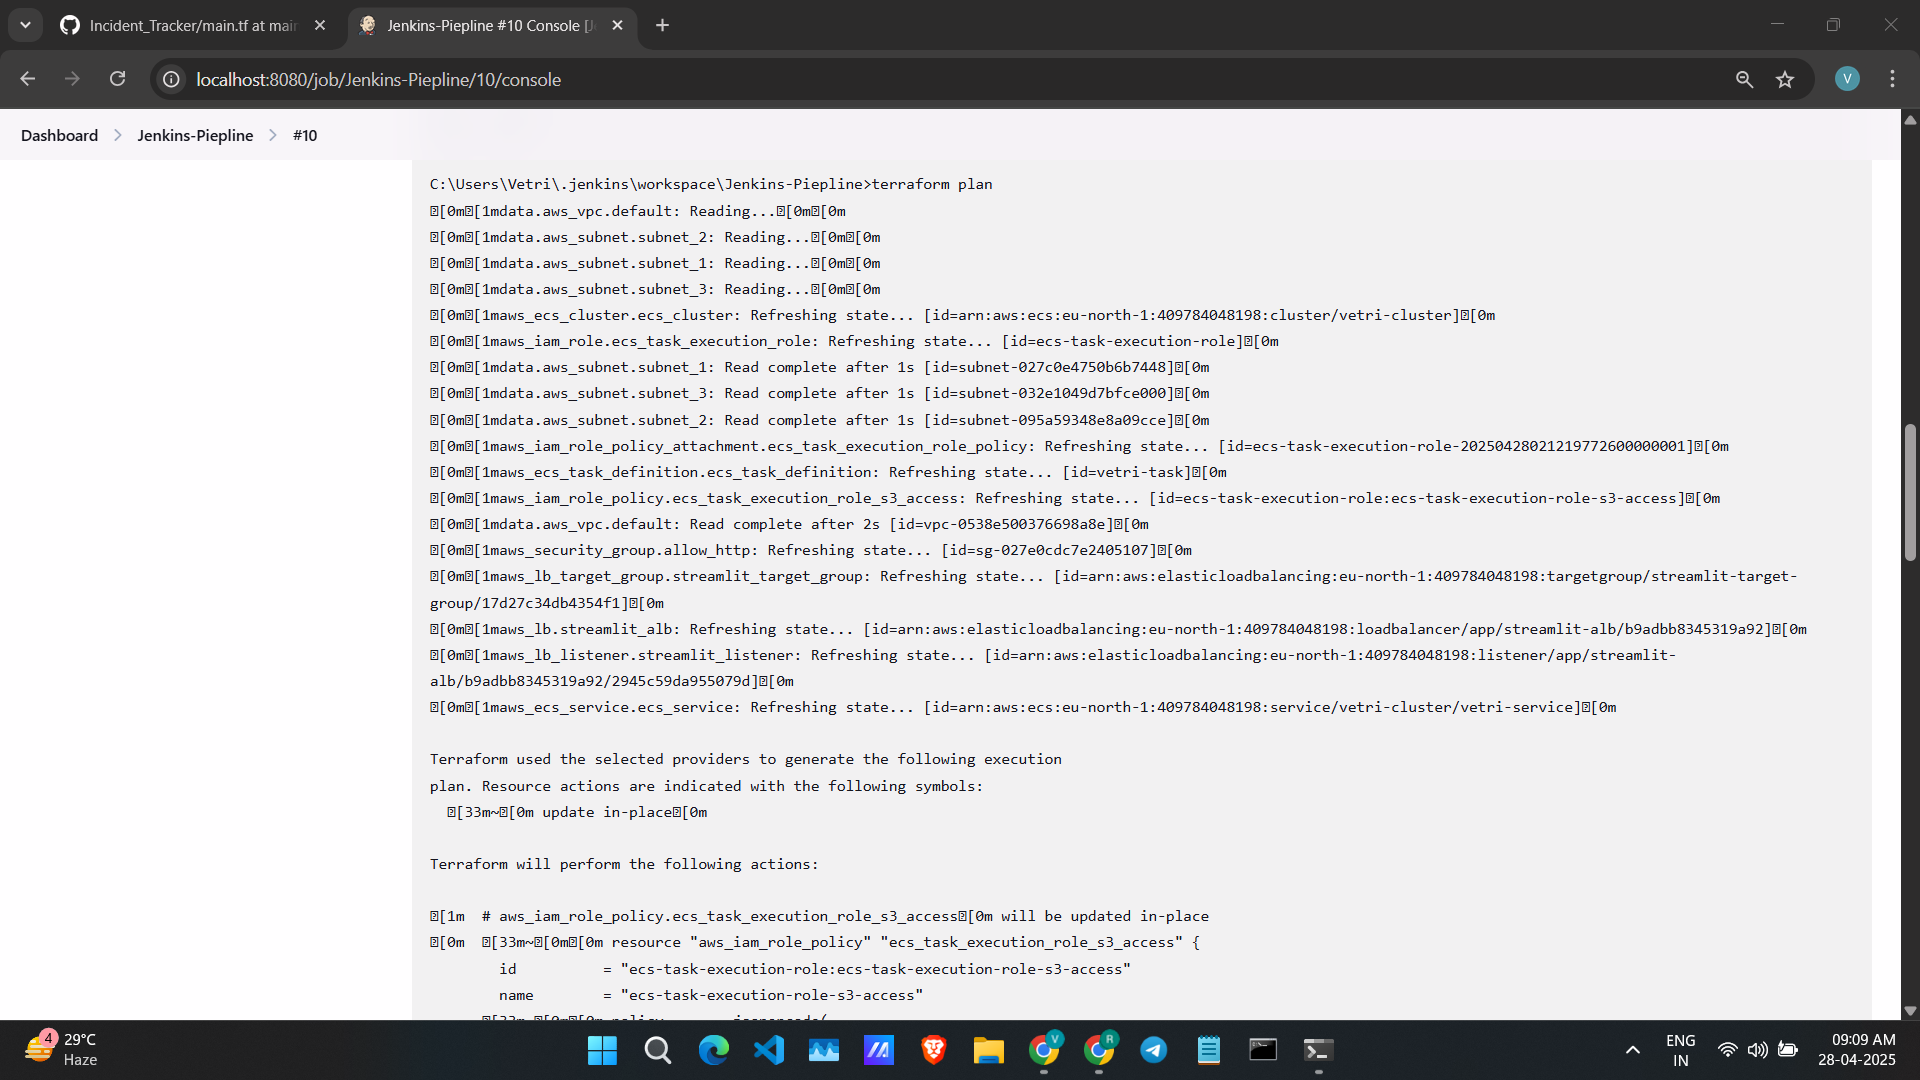 Incident_Tracker/main.tf at mair
Jenkins-Piepline #10 Console [J
localhost:8080/job/Jenkins-Piepline/10/console
V
Dashboard
Jenkins-Piepline
#10
C:\Users\Vetri\.jenkins\workspace\Jenkins-Piepline>terraform plan
[0m[1mdata.aws_vpc.default: Reading...[0m[0m
[0m[1mdata.aws_subnet.subnet_2: Reading...[0m[0m
[0m[1mdata.aws_subnet.subnet_1: Reading...[0m[0m
[0m[1mdata.aws_subnet.subnet_3: Reading...[0m[0m
[0m[1maws_ecs_cluster.ecs_cluster: Refreshing state... [id=arn:aws:ecs:eu-north-1:409784048198:cluster/vetri-cluster][0m
[0m[1maws_iam_role.ecs_task_execution_role: Refreshing state... [id=ecs-task-execution-role][0m
[0m[1mdata.aws_subnet.subnet_1: Read complete after 1s [id=subnet-027c0e4750b6b7448][0m
[0m[1mdata.aws_subnet.subnet_3: Read complete after 1s [id=subnet-032e1049d7bfce000][0m
[0m[1mdata.aws_subnet.subnet_2: Read complete after 1s [id=subnet-095a59348e8a09cce][0m
[0m[1maws_iam_role_policy_attachment.ecs_task_execution_role_policy: Refreshing state... [id=ecs-task-execution-role-20250428021219772600000001][0m
[0m[1maws_ecs_task_definition.ecs_task_definition: Refreshing state... [id=vetri-task][0m
[0m[1maws_iam_role_policy.ecs_task_execution_role_s3_access: Refreshing state... [id=ecs-task-execution-role:ecs-task-execution-role-s3-access][0m
[0m[1mdata.aws_vpc.default: Read complete after 2s [id=vpc-0538e500376698a8e][0m
[0m[1maws_security_group.allow_http: Refreshing state... [id=sg-027e0cdc7e2405107][0m
[0m[1maws_lb_target_group.streamlit_target_group: Refreshing state... [id=arn:aws:elasticloadbalancing:eu-north-1:409784048198:targetgroup/streamlit-target-
group/17d27c34db4354f1][0m
[0m[1maws_lb.streamlit_alb: Refreshing state... [id=arn:aws:elasticloadbalancing:eu-north-1:409784048198:loadbalancer/app/streamlit-alb/b9adbb8345319a92][0m
[0m[1maws_lb_listener.streamlit_listener: Refreshing state... [id=arn:aws:elasticloadbalancing:eu-north-1:409784048198:listener/app/streamlit-
alb/b9adbb8345319a92/2945c59da955079d][0m
[0m[1maws_ecs_service.ecs_service: Refreshing state... [id=arn:aws:ecs:eu-north-1:409784048198:service/vetri-cluster/vetri-service][0m
Terraform used the selected providers to generate the following execution
plan. Resource actions are indicated with the following symbols:
[33m~[0m update in-place[0m
Terraform will perform the following actions:
[1m  # aws_iam_role_policy.ecs_task_execution_role_s3_access[0m will be updated in-place
[0m  [33m~[0m[0m resource "aws_iam_role_policy" "ecs_task_execution_role_s3_access" {
id          = "ecs-task-execution-role:ecs-task-execution-role-s3-access"
name        = "ecs-task-execution-role-s3-access"
4
29°C
Haze
V
R
ENG
IN
09:09 AM
28-04-2025